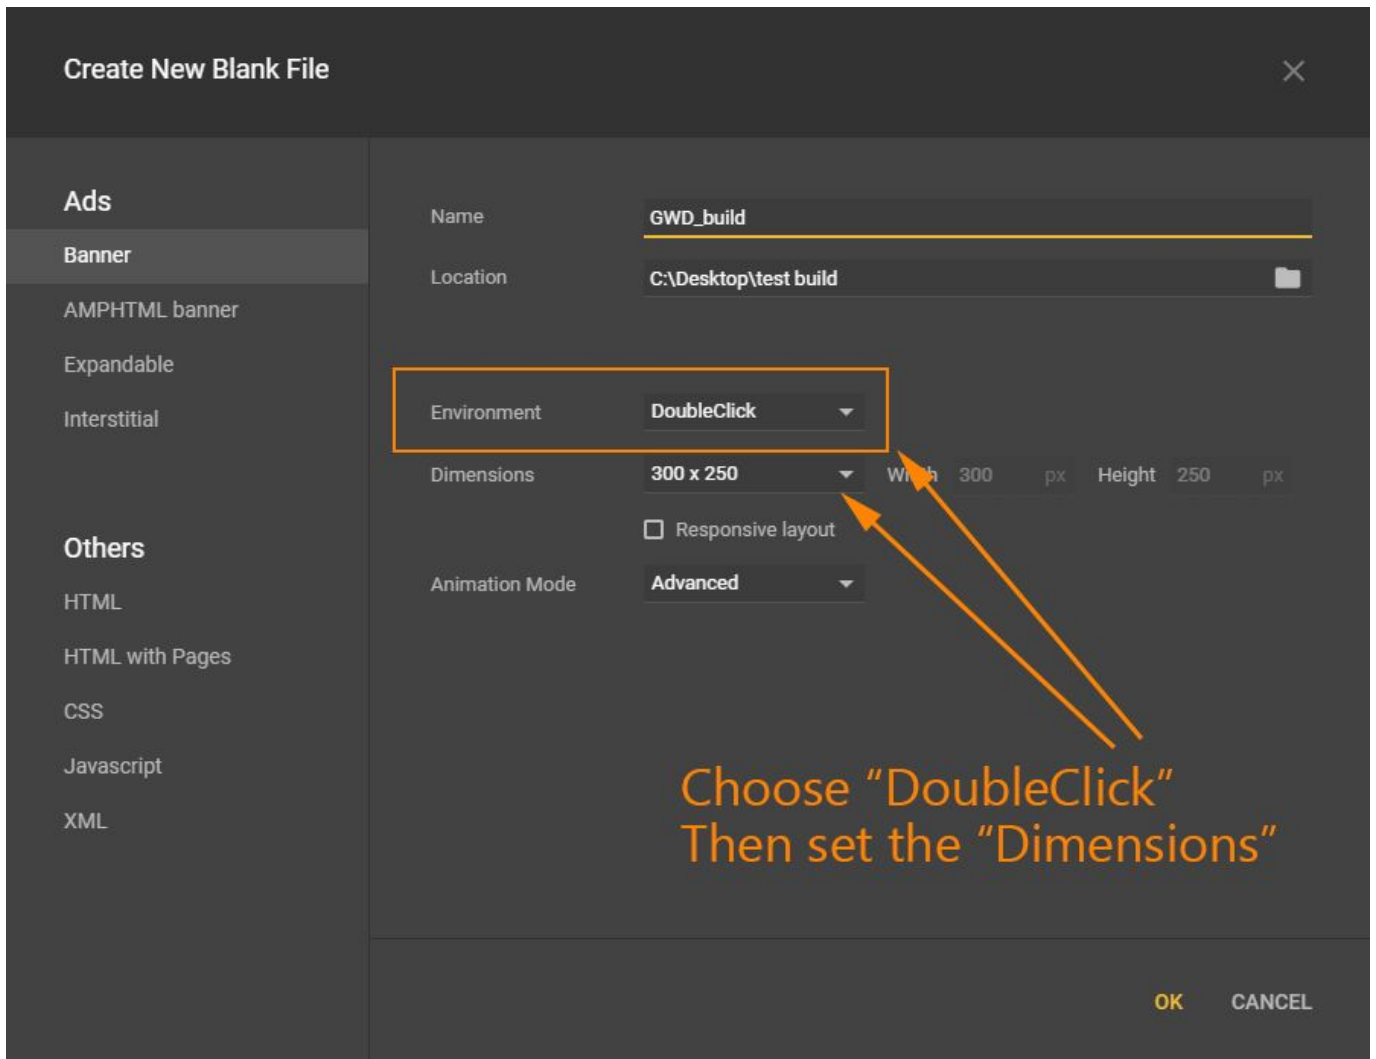 Create New Blank File
Ads
Banner
AMPHTML banner
Expandable
Interstitial
Others
HTML
HTML with Pages
CSS
Javascript
XML
Name GWD_build
Location C:\Desktop\test build
Environment DoubleClick
Dimensions 300 x 250 Width 300 px Height 250 px
Responsive layout
Animation Mode Advanced
Choose “DoubleClick”
Then set the “Dimensions”
OK CANCEL